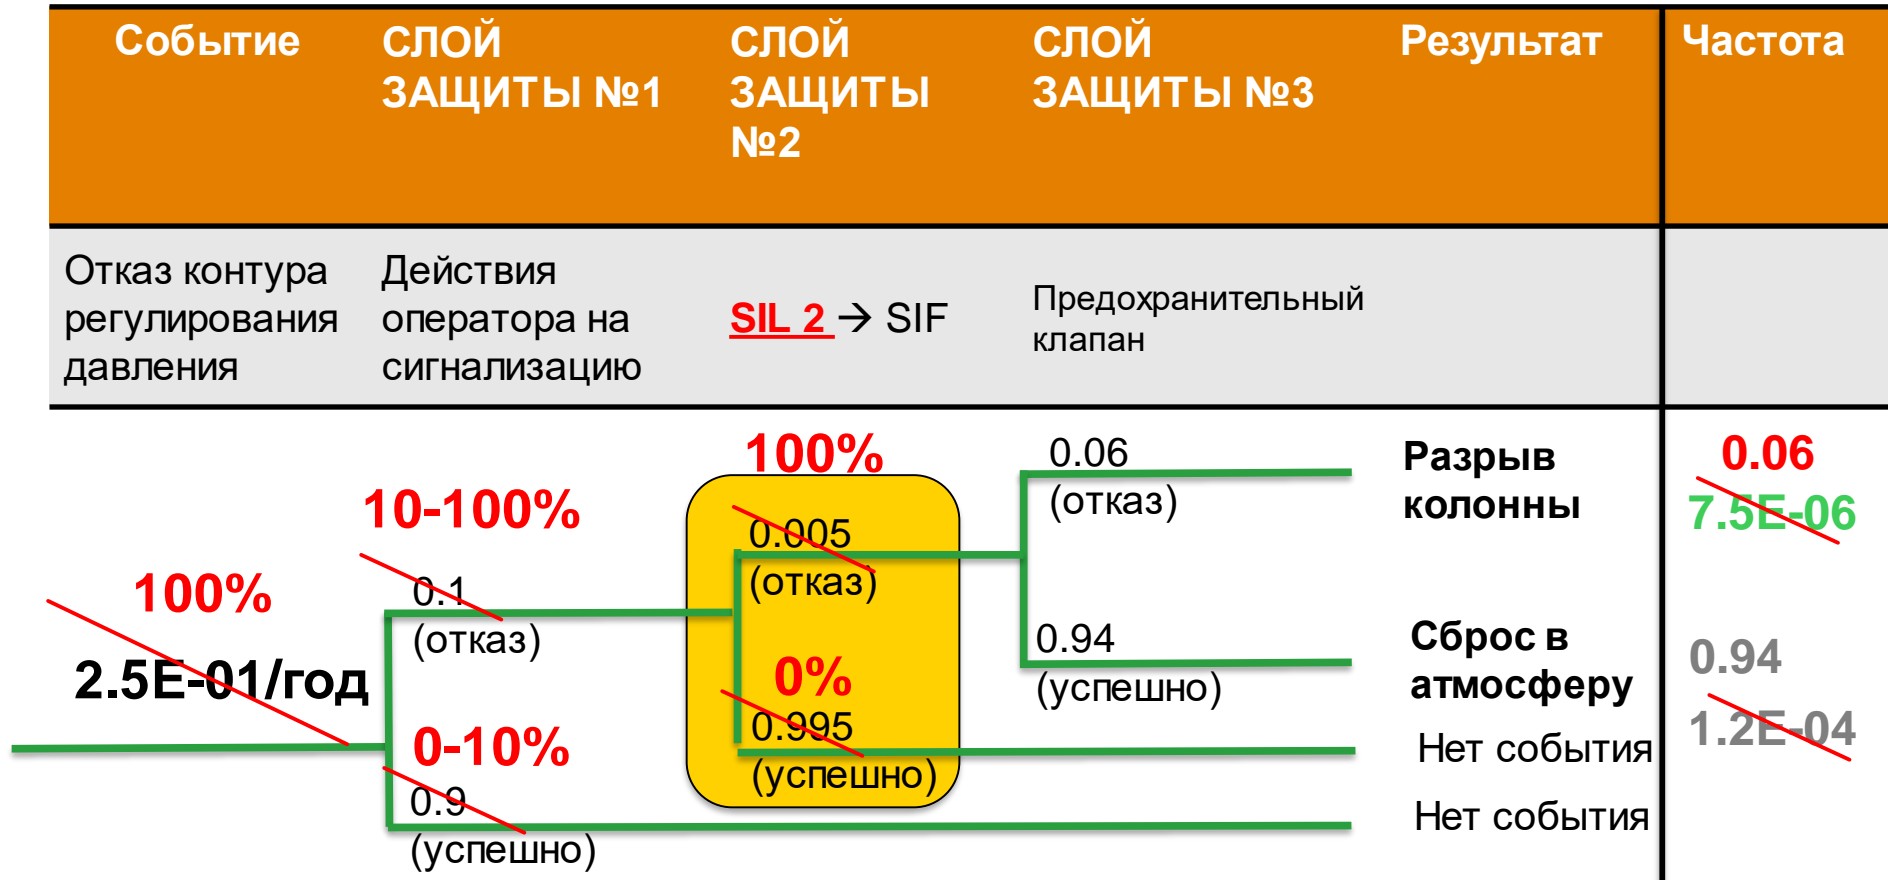 Событие
СЛОЙ
ЗАЩИТЫ №1
СЛОЙ
ЗАЩИТЫ
№2
СЛОЙ
ЗАЩИТЫ №3
Результат
Частота
Отказ контура
регулирования
давления
Действия
оператора на
сигнализацию
SIL 2 → SIF
Предохранительный
клапан
100%
2.5E-01/год
10-100%
0.1
(отказ)
0-10%
0.9
(успешно)
100%
0.005
(отказ)
0%
0.995
(успешно)
0.06
(отказ)
0.94
(успешно)
Разрыв
колонны
Сброс в
атмосферу
Нет события
Нет события
0.06
7.5E-06
0.94
1.2E-04